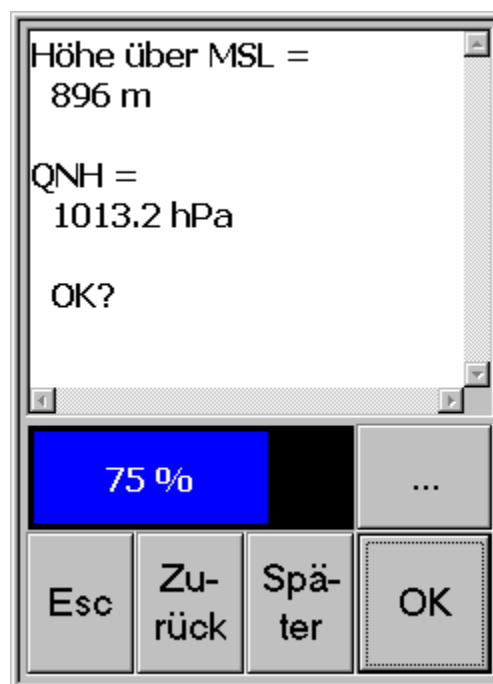 Höhe über MSL =
896 m
QNH =
1013.2 hPa
OK?
75 %
...
Esc
Zu-
rück
Spä-
ter
OK